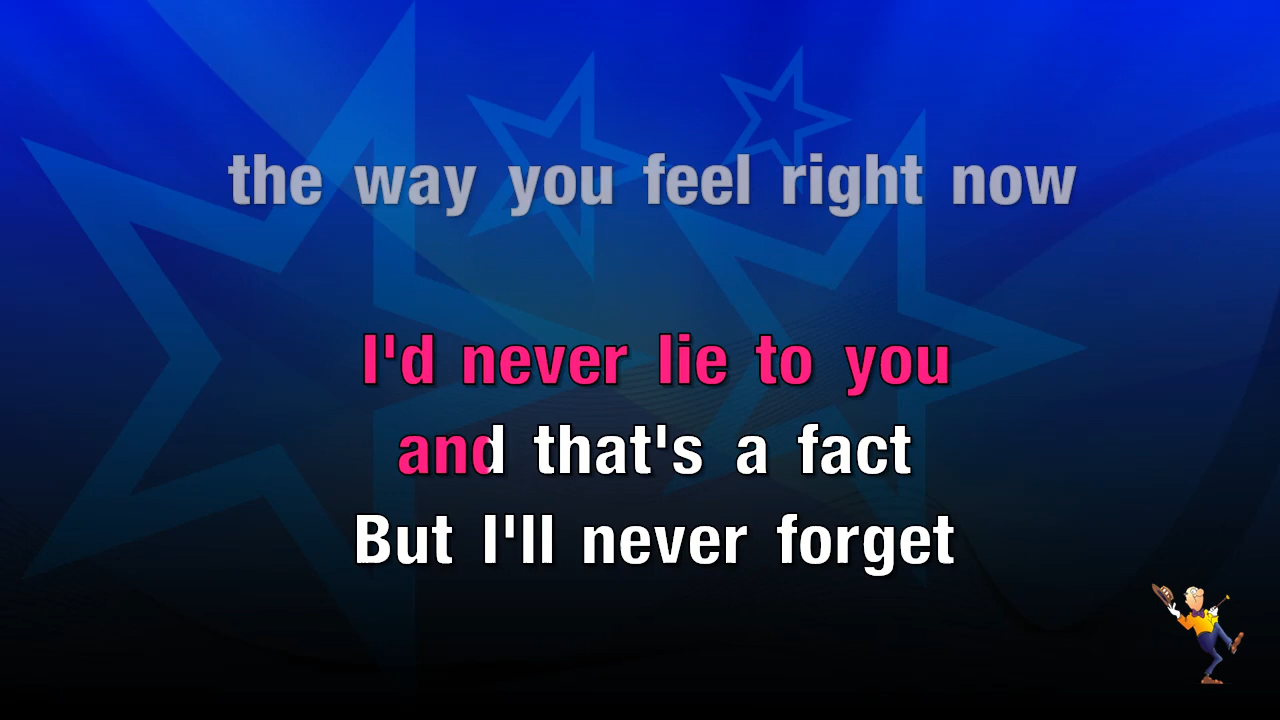 the way you feel right now
I'd never lie to you
and that's a fact
But I'll never forget